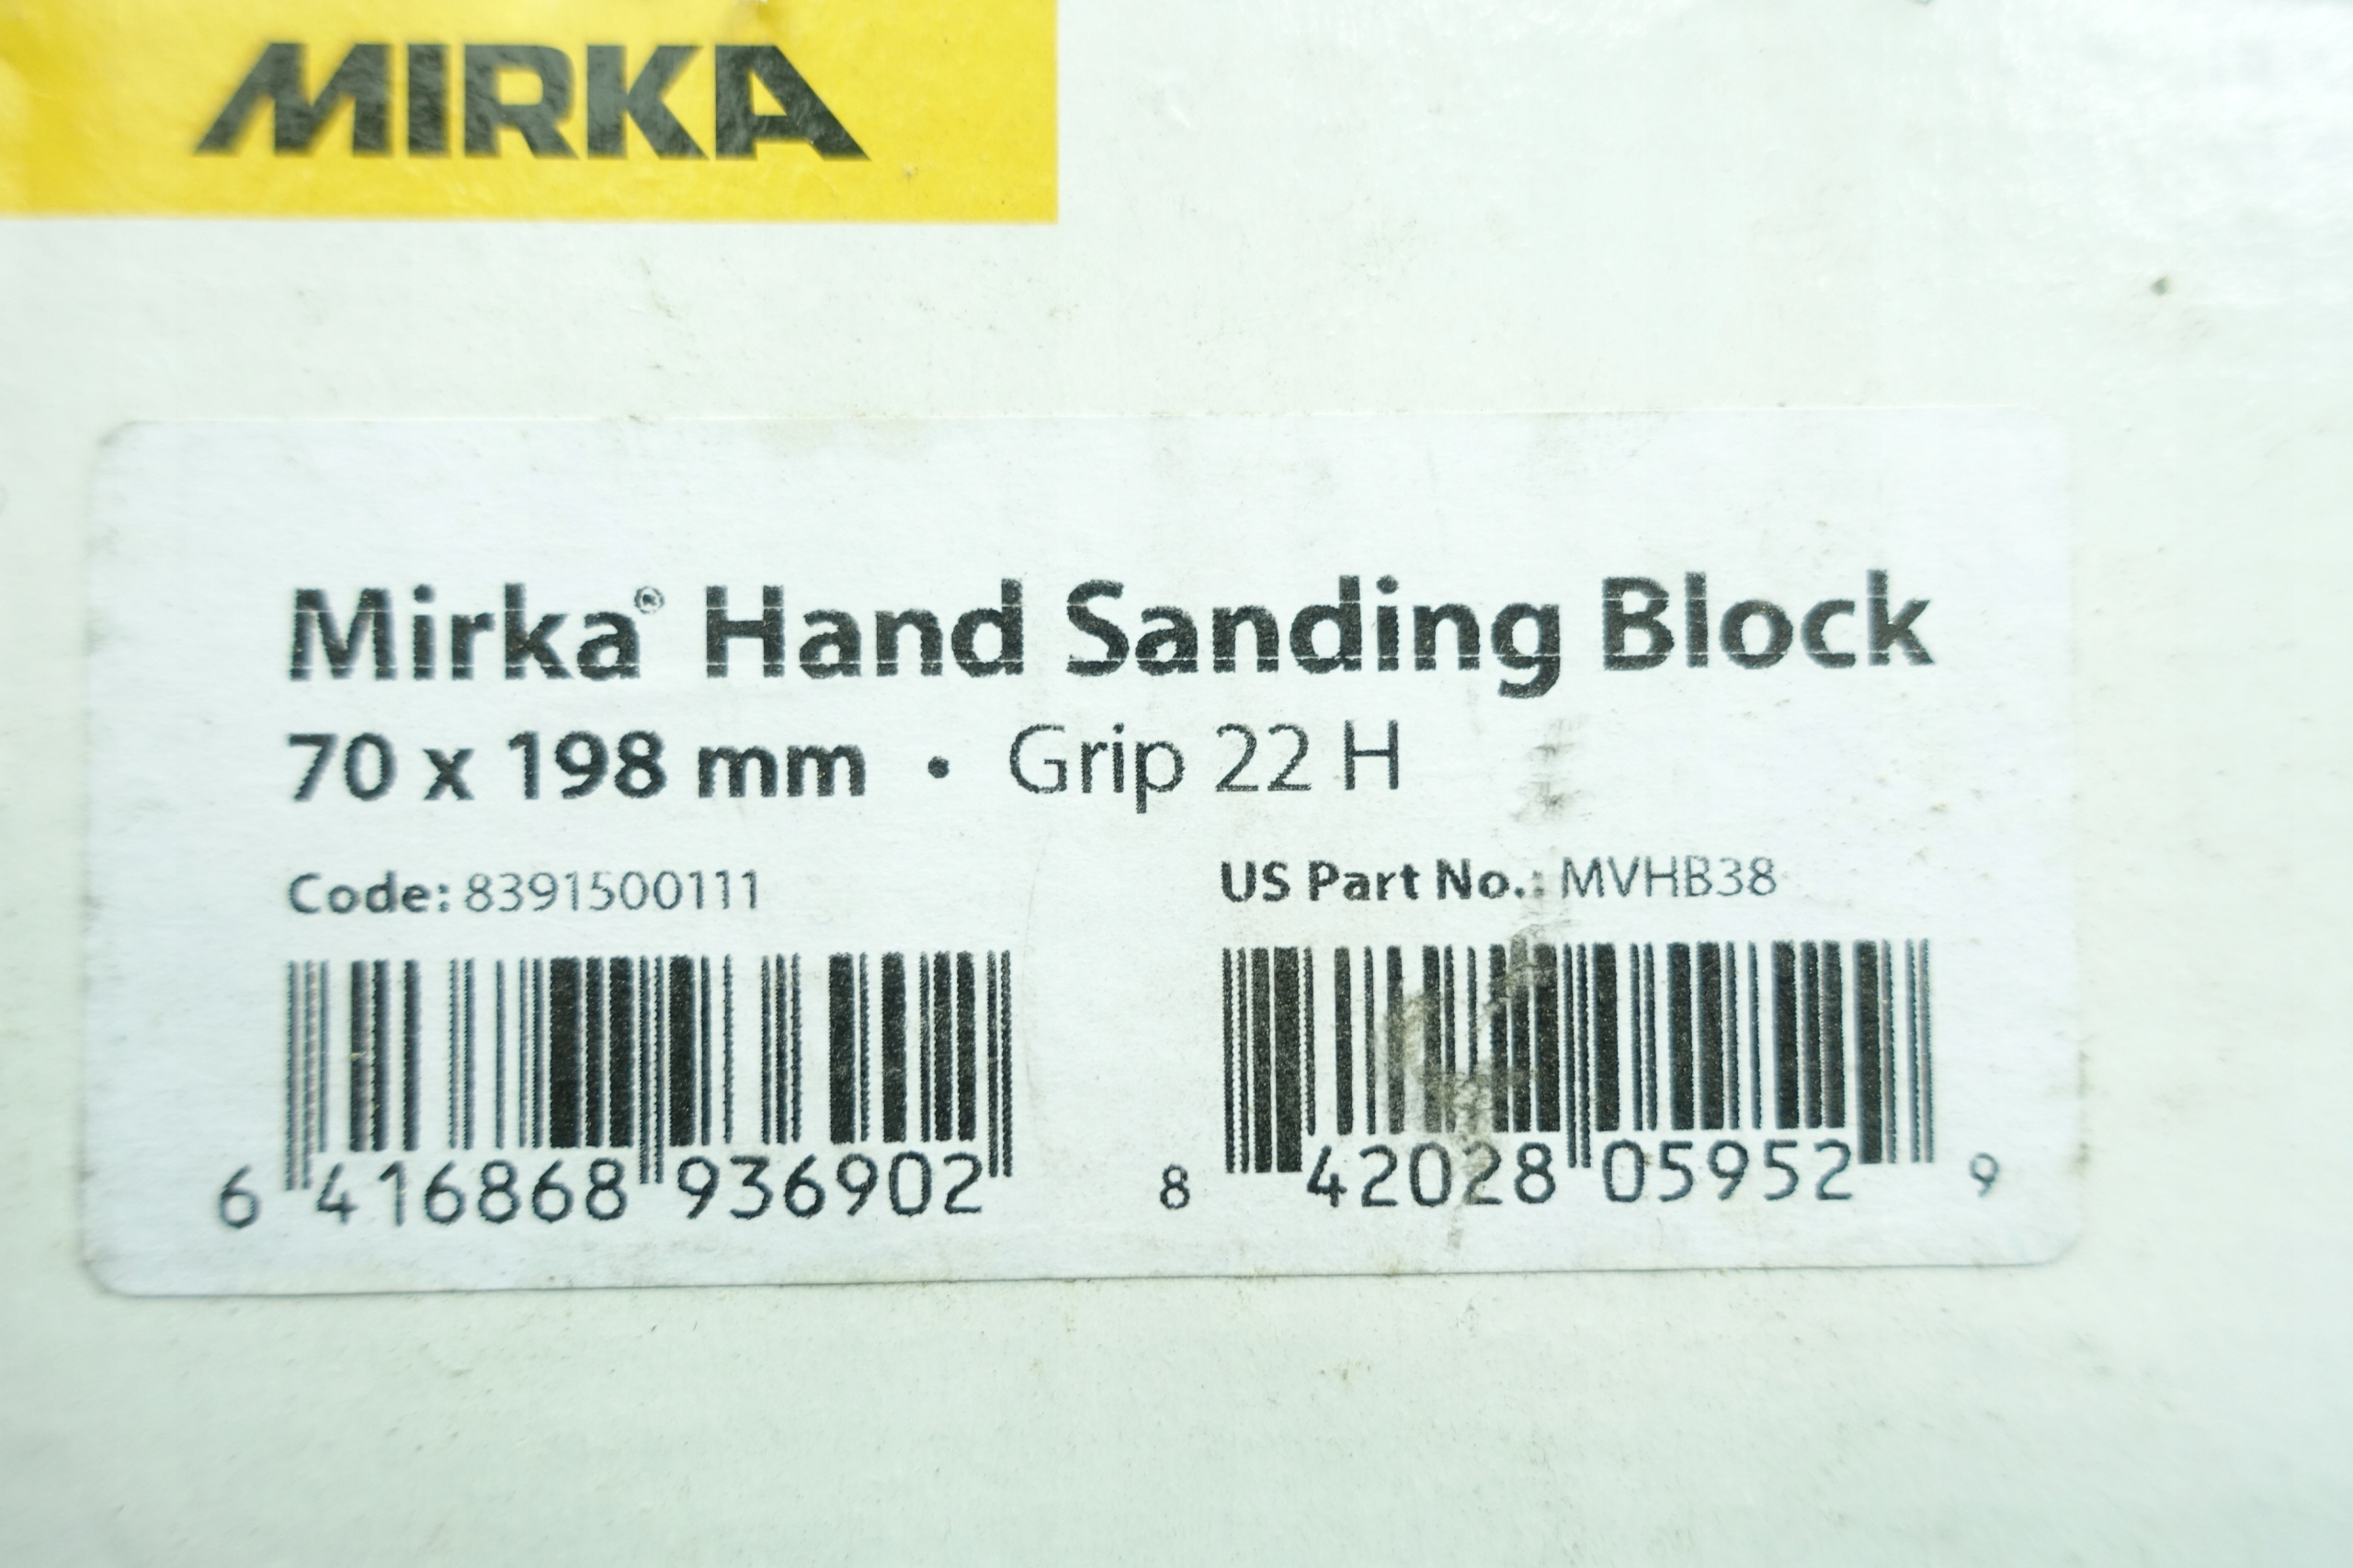 MIRKA
Mirka® Hand Sanding Block
70 x 198 mm • Grip 22 H
Code: 8391500111
US Part No.: MVHB38
6 416868 936902
8 42028 05952 9